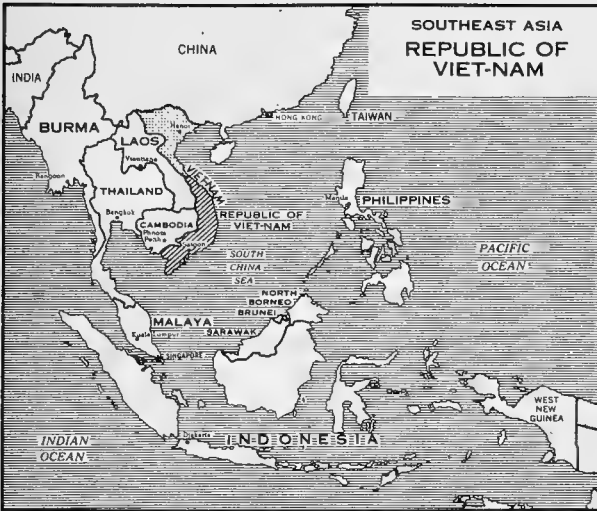 SOUTHEAST ASIA
REPUBLIC OF
VIET-NAM
CHINA
INDIA
HONG KONG
TAIWAN
BURMA
Hanoi
LAOS
Vientiane
Rangoon
VIETNAM
THAILAND
Manila
PHILIPPINES
Bangkok
CAMBODIA
REPUBLIC OF
VIET-NAM
Phnom
Penh
Saigon
SOUTH
CHINA
SEA
PACIFIC
OCEAN
NORTH
BORNEO
BRUNEI
MALAYA
SARAWAK
Kuala Lumpur
SINGAPORE
WEST
NEW
GUINEA
INDIAN
OCEAN
Djakarta
INDONESIA